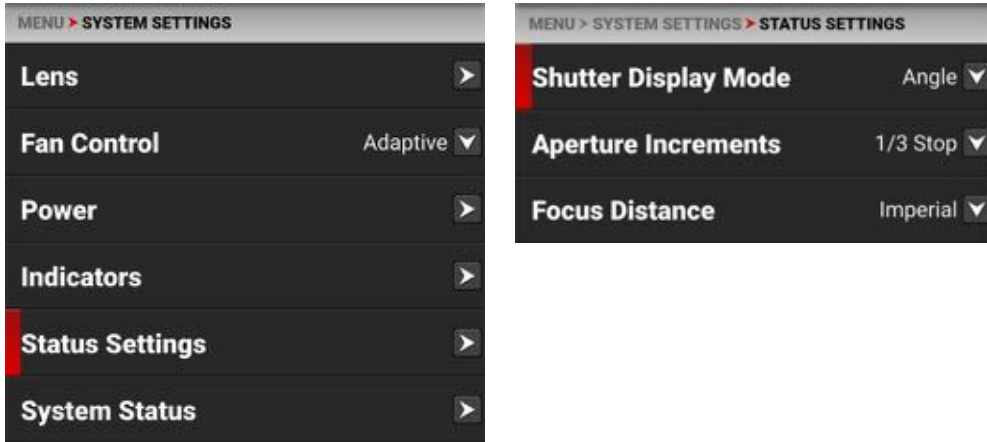 MENU > SYSTEM SETTINGS
Lens
Fan Control Adaptive
Power
Indicators
Status Settings
System Status
MENU > SYSTEM SETTINGS > STATUS SETTINGS
Shutter Display Mode Angle
Aperture Increments 1/3 Stop
Focus Distance Imperial